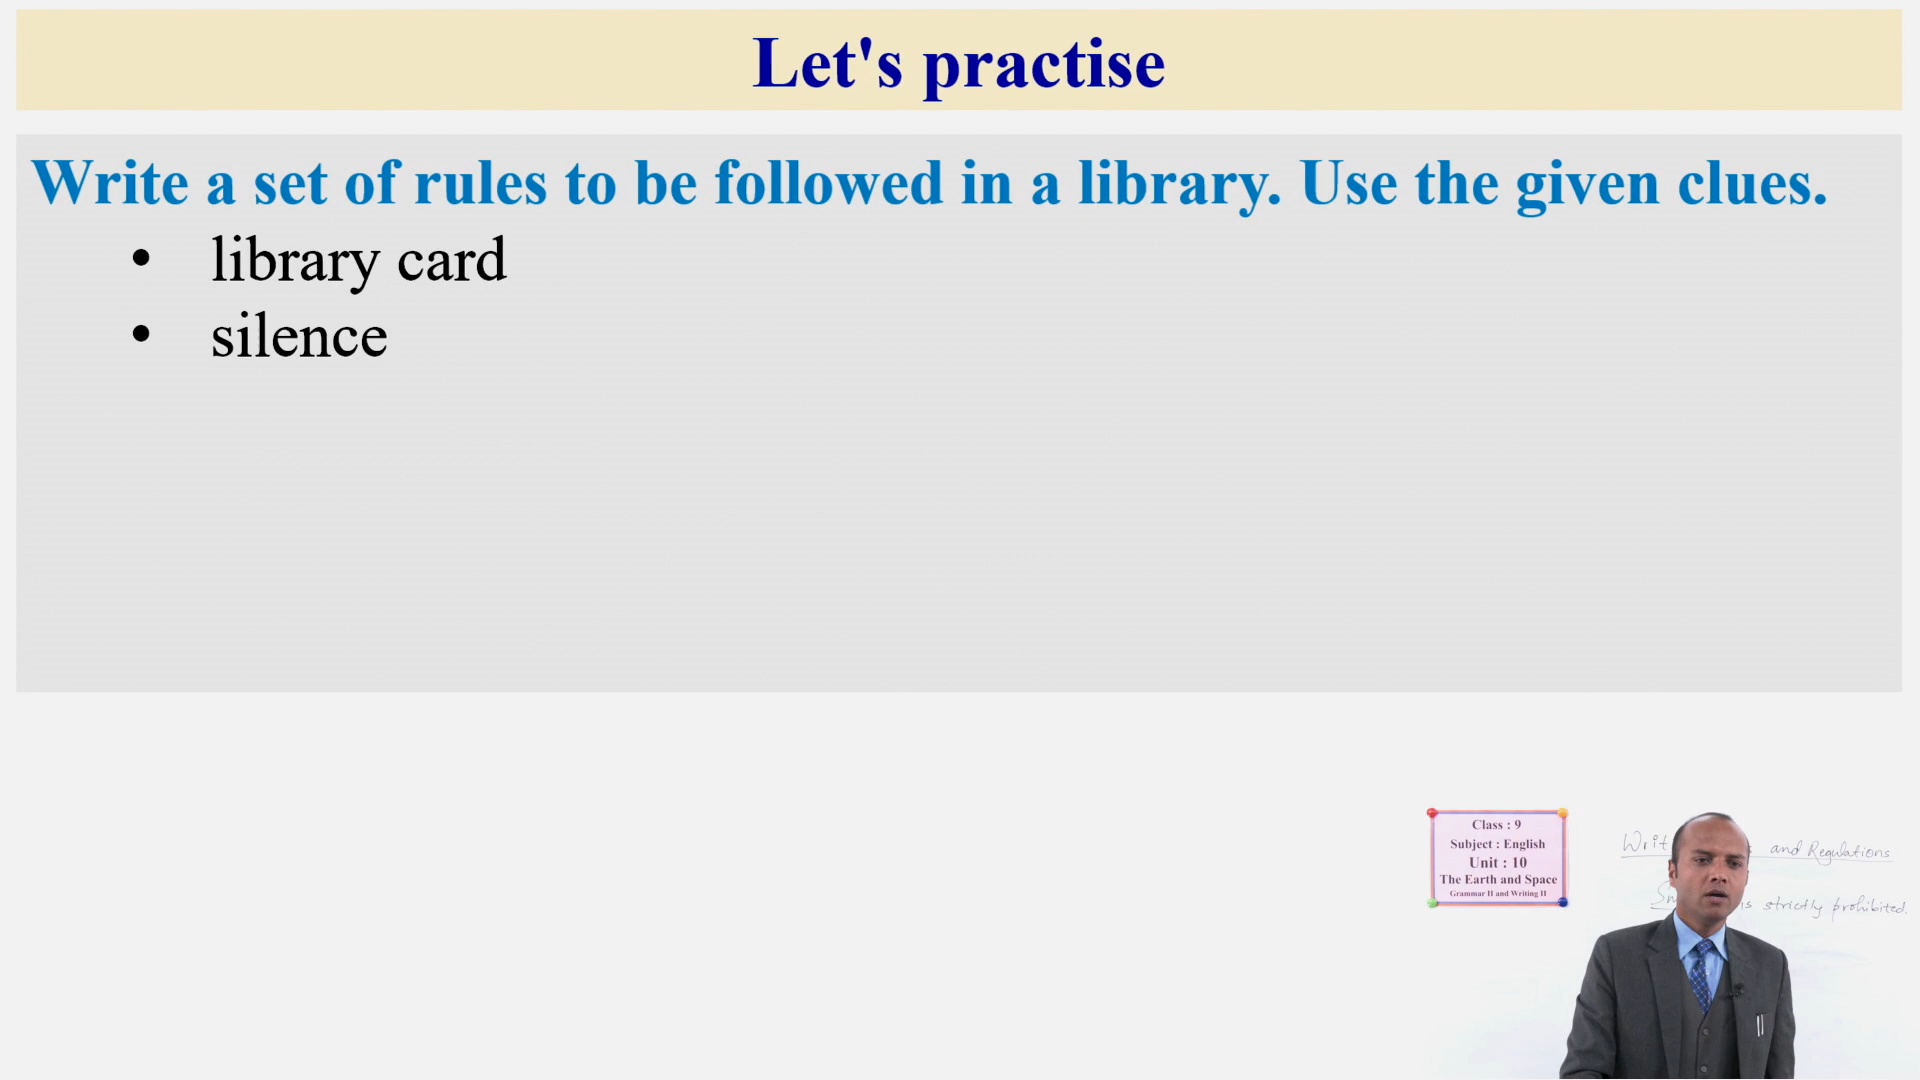 Let's practise
Write a set of rules to be followed in a library. Use the given clues.
• library card
• silence
Class : 9
Subject : English
Unit : 10
The Earth and Space
Grammar II and Writing II
and Regulations
is strictly prohibited.